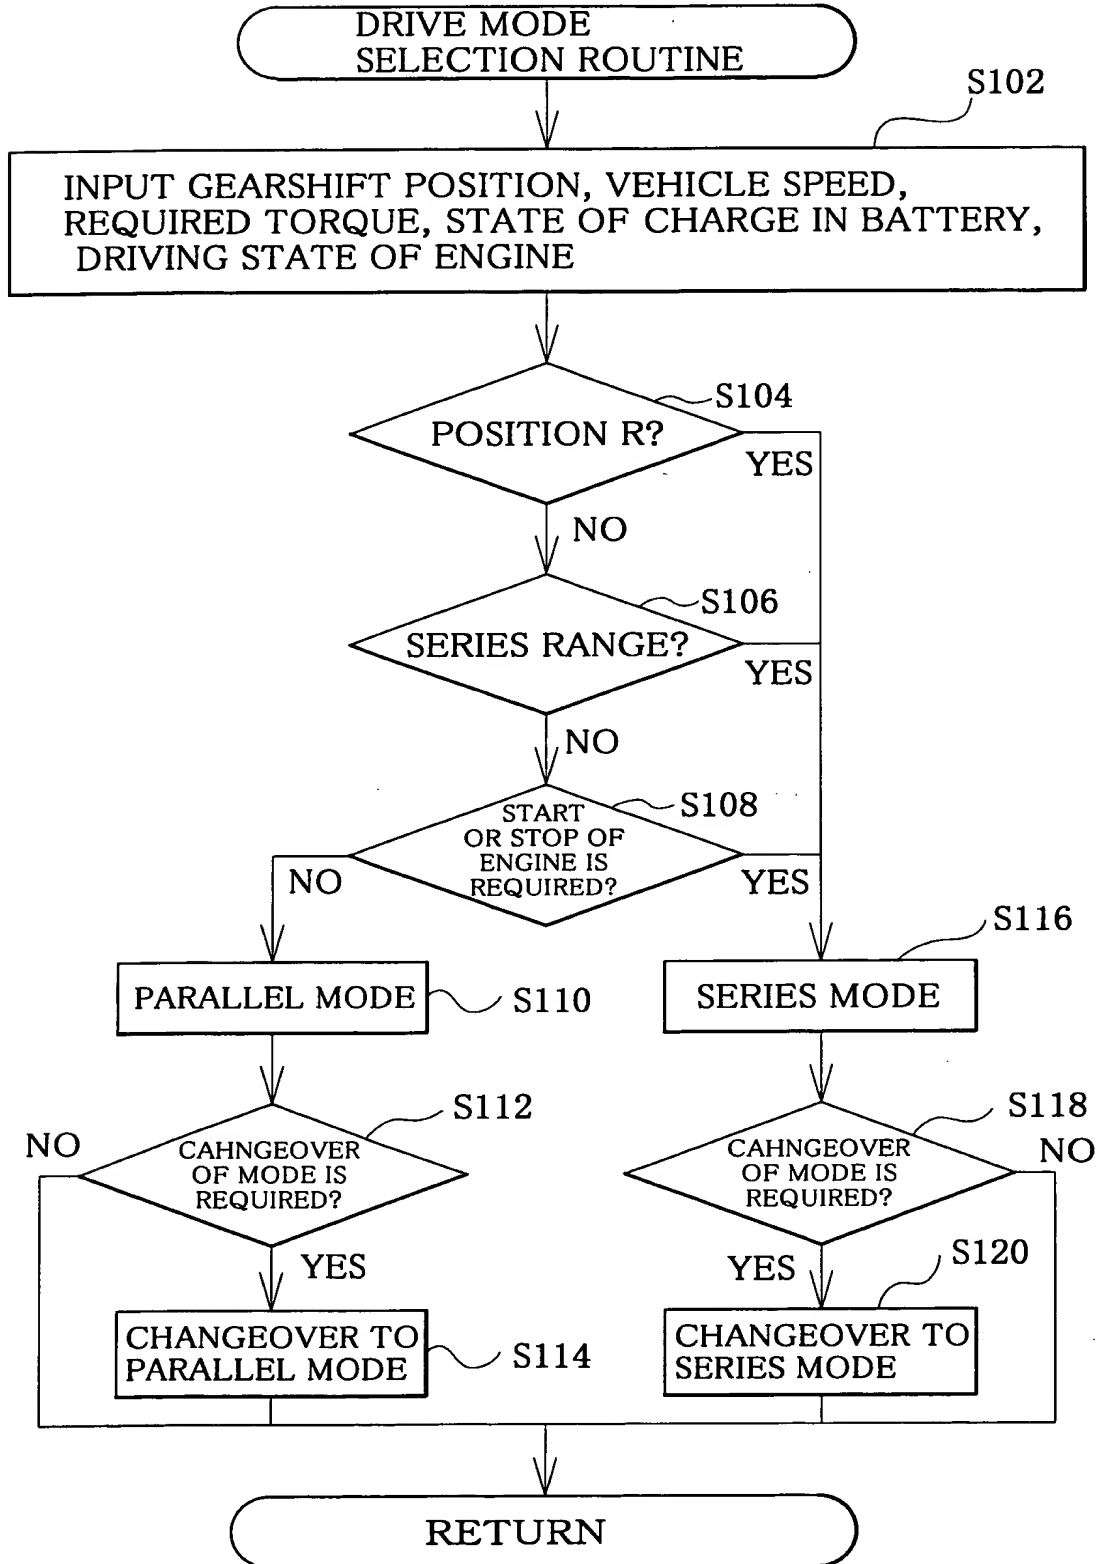 DRIVE MODE
SELECTION ROUTINE
S102
INPUT GEARSHIFT POSITION, VEHICLE SPEED,
REQUIRED TORQUE, STATE OF CHARGE IN BATTERY,
DRIVING STATE OF ENGINE
S104
POSITION R?
YES
NO
S106
SERIES RANGE?
YES
NO
S108
START
OR STOP OF
ENGINE IS
REQUIRED?
NO
YES
S116
PARALLEL MODE
S110
SERIES MODE
S112
NO
CAHNGEOVER
OF MODE IS
REQUIRED?
YES
S118
NO
CAHNGEOVER
OF MODE IS
REQUIRED?
YES
S120
CHANGEOVER TO
PARALLEL MODE
S114
CHANGEOVER TO
SERIES MODE
RETURN